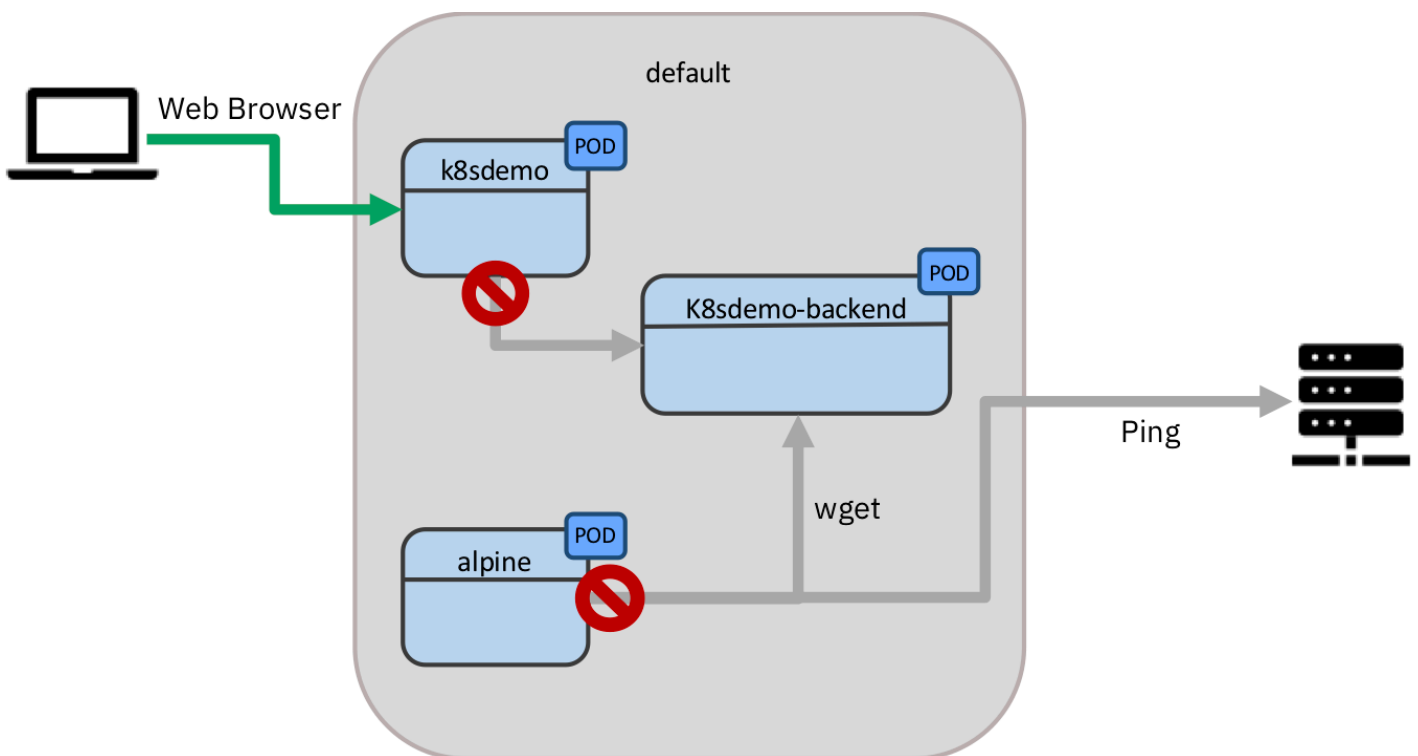 default
Web Browser
POD
k8sdemo
POD
K8sdemo-backend
Ping
wget
POD
alpine